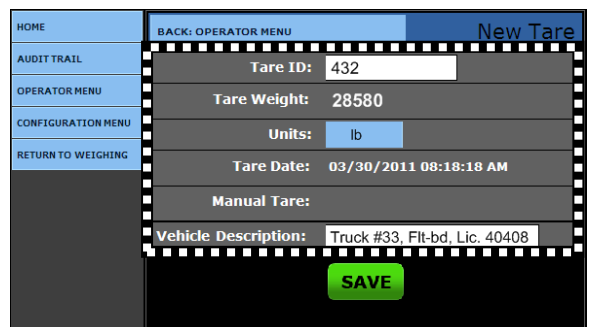 HOME
AUDIT TRAIL
OPERATOR MENU
CONFIGURATION MENU
RETURN TO WEIGHING
BACK: OPERATOR MENU
New Tare
Tare ID: 432
Tare Weight: 28580
Units: lb
Tare Date: 03/30/2011 08:18:18 AM
Manual Tare:
Vehicle Description: Truck #33, Flt-bd, Lic. 40408
SAVE